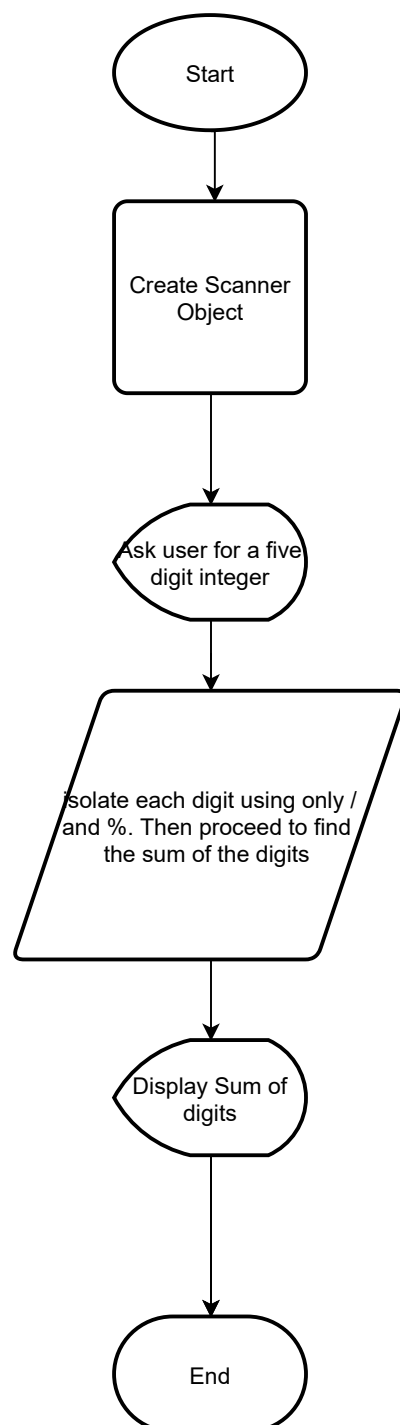 Start
Create Scanner
Object
Ask user for a five
digit integer
isolate each digit using only /
and %. Then proceed to find
the sum of the digits
Display Sum of
digits
End